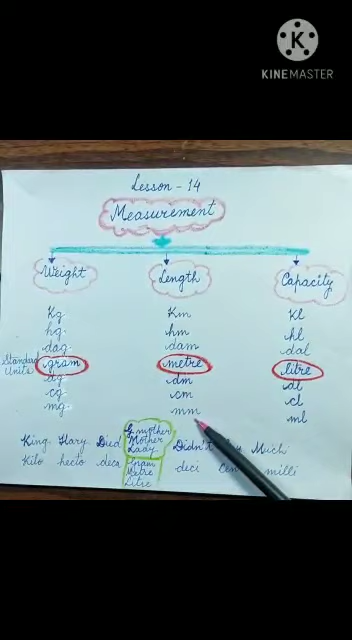 K
KINEMASTER
Lesson - 14
Measurement
Weight Length Capacity
Kg Km Kl
hg hm hl
dag dam dal
Standard Units gram metre litre
dg dm dl
cg cm cl
mg mm ml
King Hary Died G.mother Didn't Much
Mother
Lady
Kilo hecto deca Gram deci Cen milli
Metre
Litre